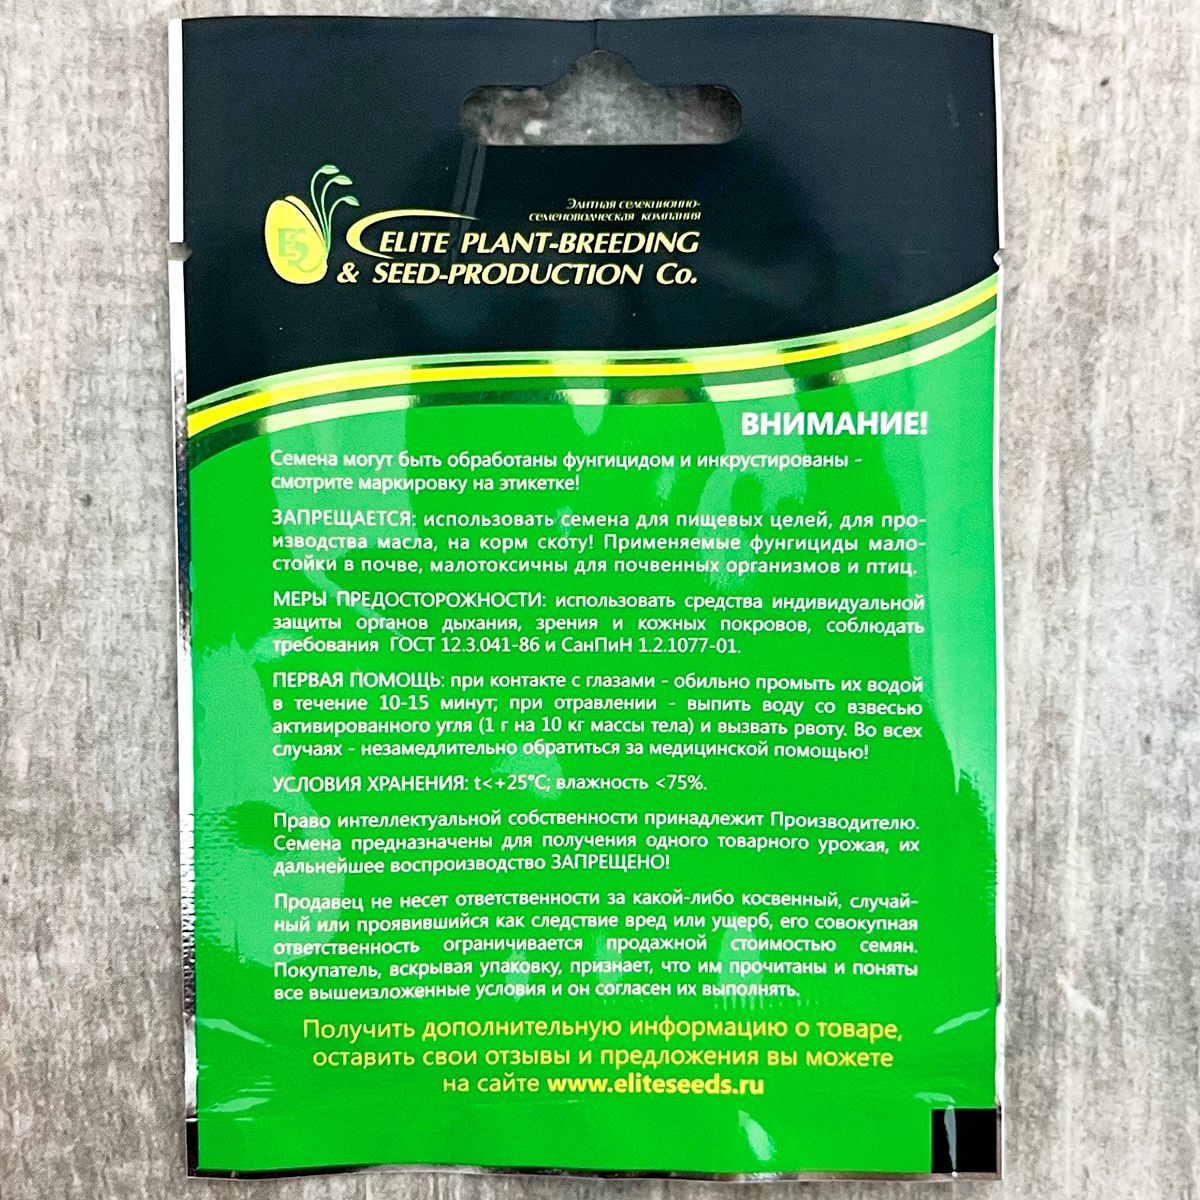 Элитная селекционно-
семеноводческая компания
ELITE PLANT-BREEDING
& SEED-PRODUCTION Co.
ВНИМАНИЕ!
Семена могут быть обработаны фунгицидом и инкрустированы -
смотрите маркировку на этикетке!
ЗАПРЕЩАЕТСЯ: использовать семена для пищевых целей, для про-
изводства масла, на корм скоту! Применяемые фунгициды мало-
стойки в почве, малотоксичны для почвенных организмов и птиц.
МЕРЫ ПРЕДОСТОРОЖНОСТИ: использовать средства индивидуальной
защиты органов дыхания, зрения и кожных покровов, соблюдать
требования ГОСТ 12.3.041-86 и СанПиН 1.2.1077-01.
ПЕРВАЯ ПОМОЩЬ: при контакте с глазами - обильно промыть их водой
в течение 10-15 минут; при отравлении - выпить воду со взвесью
активированного угля (1 г на 10 кг массы тела) и вызвать рвоту. Во всех
случаях - незамедлительно обратиться за медицинской помощью!
УСЛОВИЯ ХРАНЕНИЯ: t<+25°C; влажность <75%.
Право интеллектуальной собственности принадлежит Производителю.
Семена предназначены для получения одного товарного урожая, их
дальнейшее воспроизводство ЗАПРЕЩЕНО!
Продавец не несет ответственности за какой-либо косвенный, случай-
ный или проявившийся как следствие вред или ущерб, его совокупная
ответственность ограничивается продажной стоимостью семян.
Покупатель, вскрывая упаковку, признает, что им прочитаны и поняты
все вышеизложенные условия и он согласен их выполнять.
Получить дополнительную информацию о товаре,
оставить свои отзывы и предложения вы можете
на сайте www.eliteseeds.ru